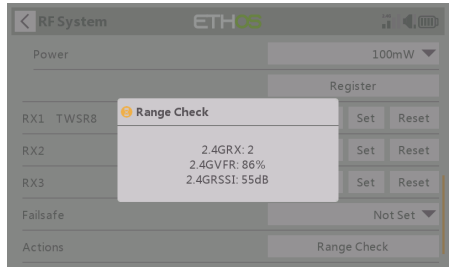 RF System
ETHOS
Power
100mW
Register
Range Check
RX1 TWSR8
Set
Reset
2.4GRX: 2
RX2
Set
Reset
2.4GVFR: 86%
2.4GRSSI: 55dB
RX3
Set
Reset
Failsafe
Not Set
Actions
Range Check